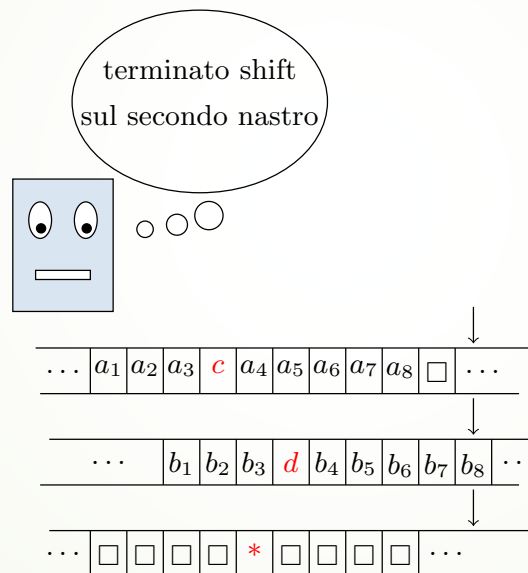 terminato shift
sul secondo nastro
⋯ a₁ a₂ a₃ c a₄ a₅ a₆ a₇ a₈ □ ⋯
⋯ b₁ b₂ b₃ d b₄ b₅ b₆ b₇ b₈ ⋯
⋯ □ □ □ □ * □ □ □ □ ⋯